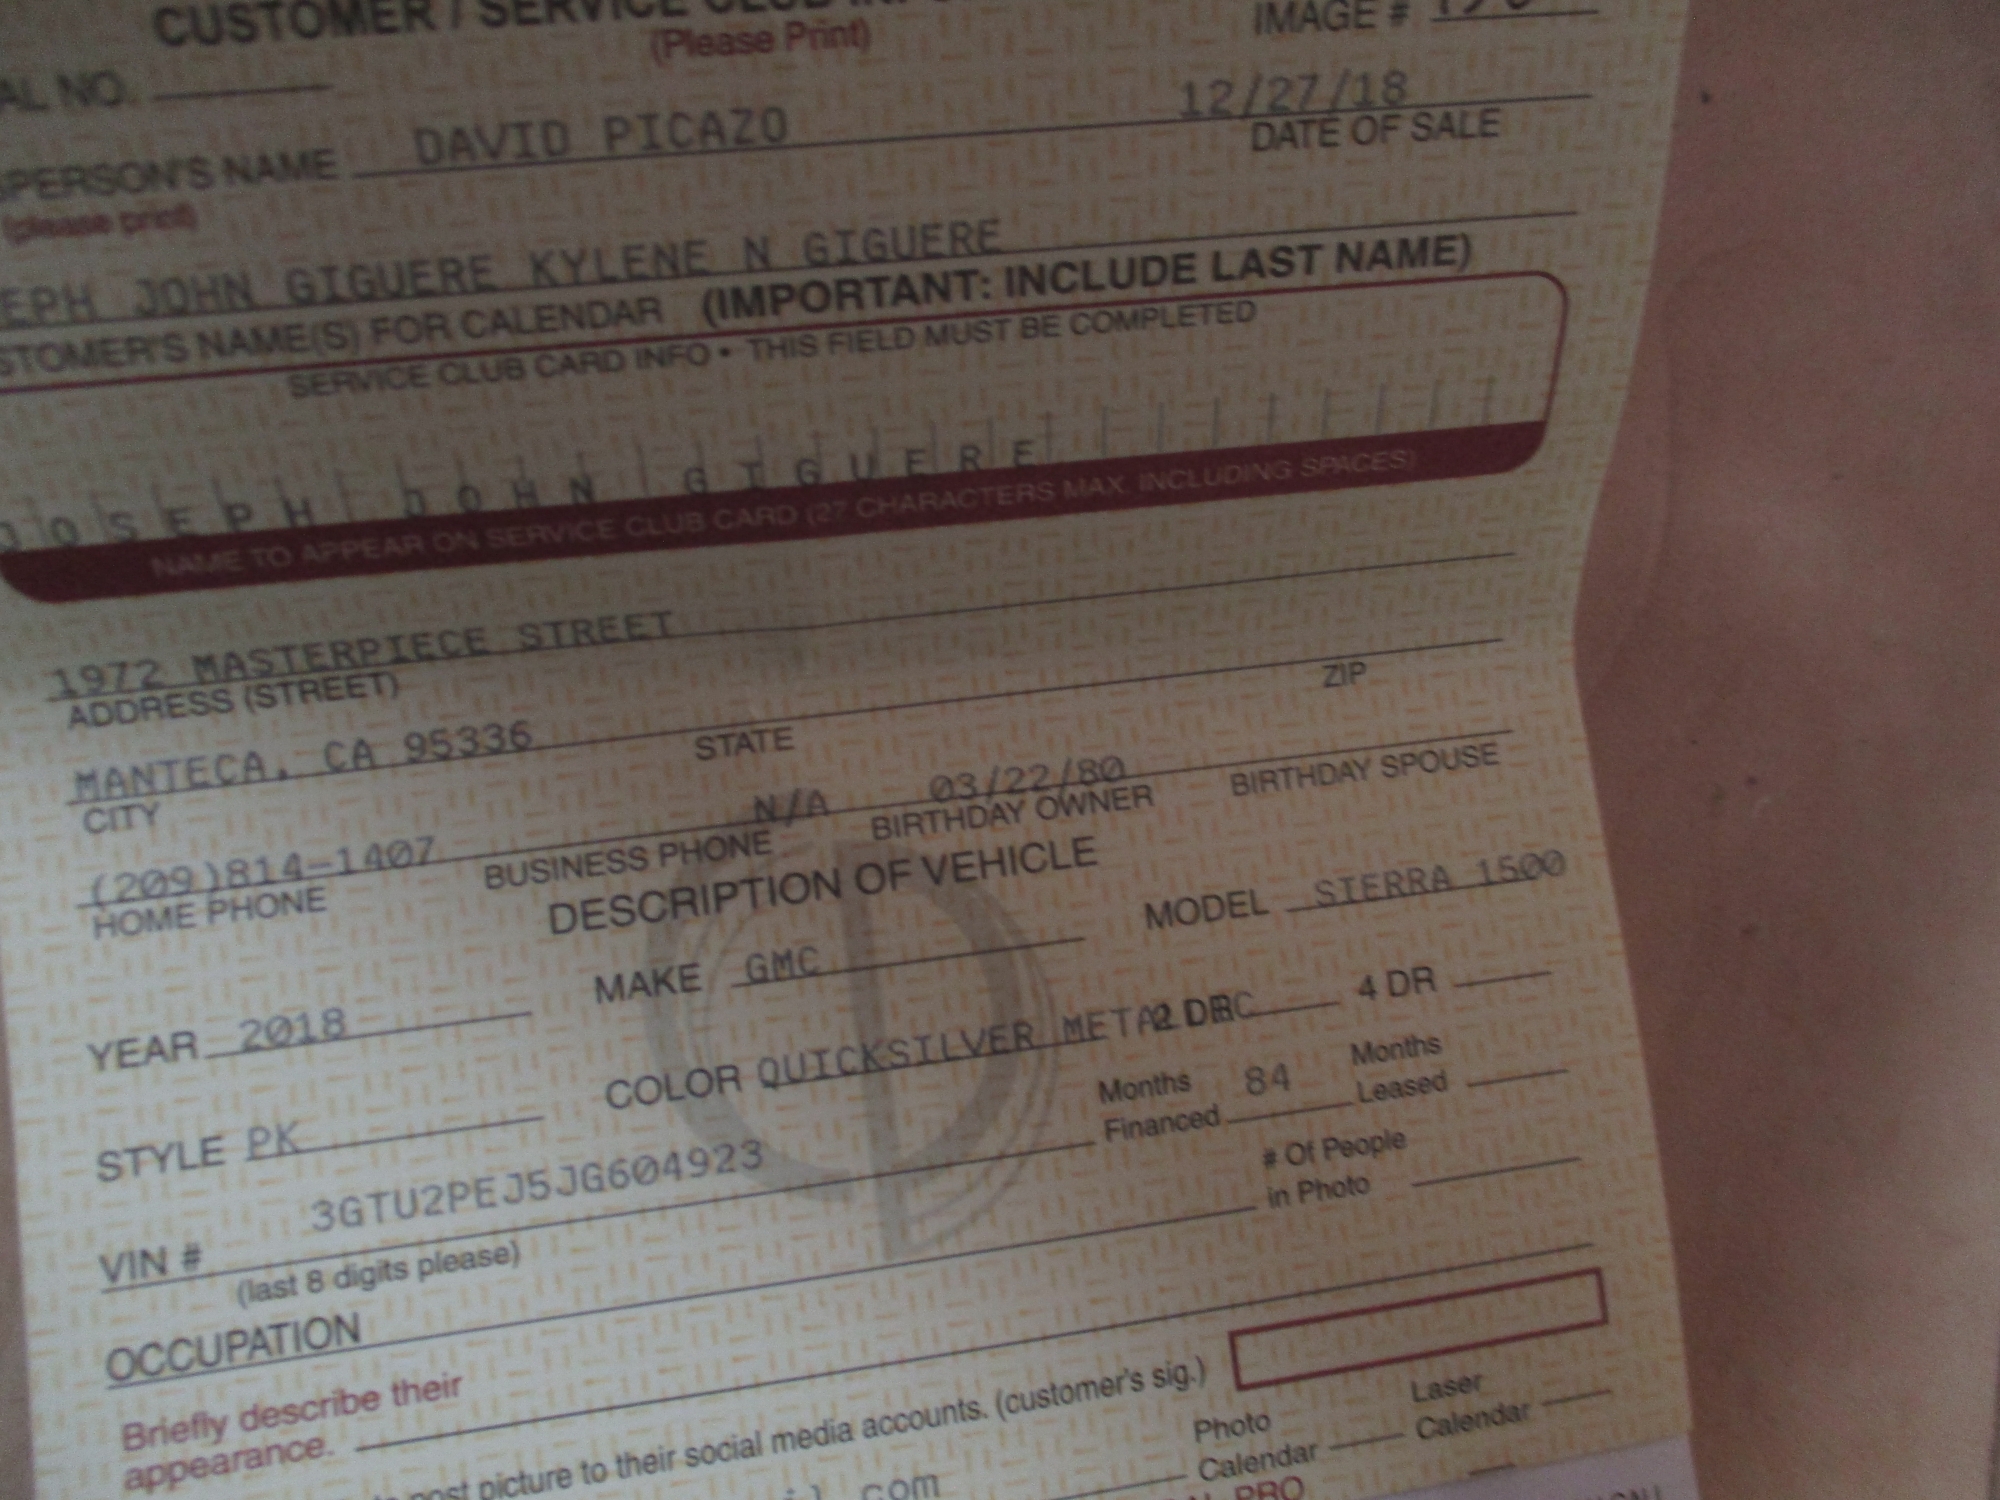 CUSTOMER / SERVICE CLUB
(Please Print)
IMAGE #
AL NO.
12/27/18
PERSON'S NAME DAVID PICAZO
DATE OF SALE
(please print)
EPH JOHN GIGUERE KYLENE N GIGUERE
STOMER'S NAME(S) FOR CALENDAR (IMPORTANT: INCLUDE LAST NAME)
SERVICE CLUB CARD INFO • THIS FIELD MUST BE COMPLETED
JOSEPH JOHN GIGUERE
NAME TO APPEAR ON SERVICE CLUB CARD (27 CHARACTERS MAX. INCLUDING SPACES)
1972 MASTERPIECE STREET
ADDRESS (STREET)
MANTECA, CA 95336
CITY STATE ZIP
(209)814-1407 N/A 03/22/80
HOME PHONE BUSINESS PHONE BIRTHDAY OWNER BIRTHDAY SPOUSE
DESCRIPTION OF VEHICLE
YEAR 2018 MAKE GMC MODEL SIERRA 1500
STYLE PK COLOR QUICKSILVER 2 DR 4 DR
VIN # 3GTU2PEJ5JG604923 Months Financed 84 Months Leased
(last 8 digits please)
OCCUPATION # Of People in Photo
Briefly describe their
appearance.
post picture to their social media accounts. (customer's sig.)
Photo Calendar Laser Calendar
com
PRO